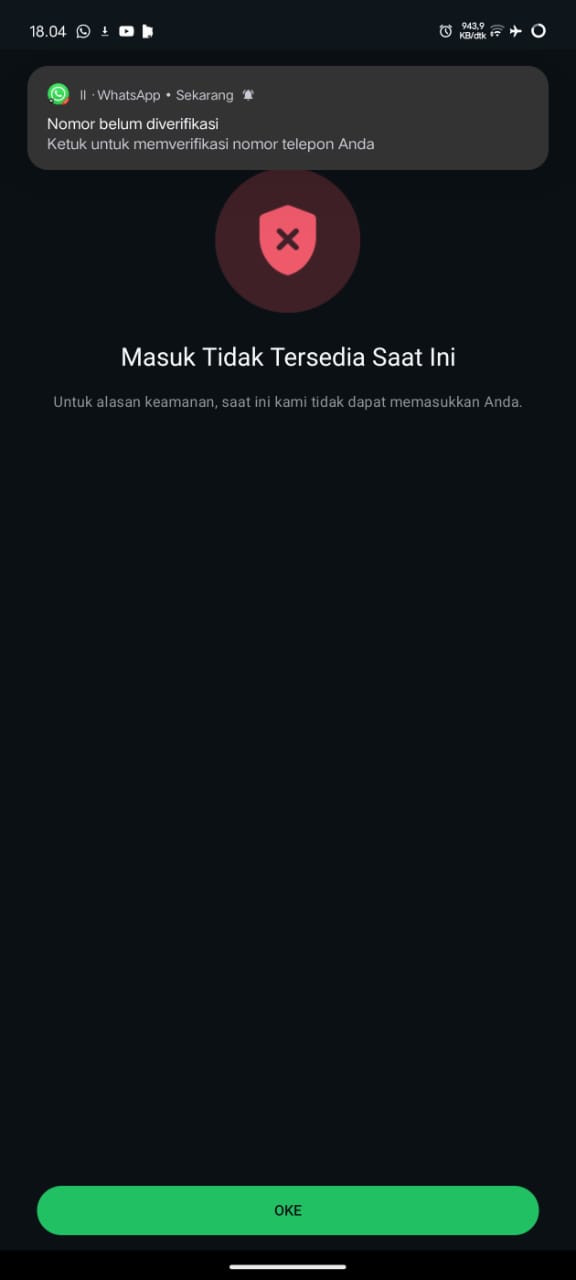 18.04
943,9
KB/dtk
ll · WhatsApp • Sekarang
Nomor belum diverifikasi
Ketuk untuk memverifikasi nomor telepon Anda
Masuk Tidak Tersedia Saat Ini
Untuk alasan keamanan, saat ini kami tidak dapat memasukkan Anda.
OKE